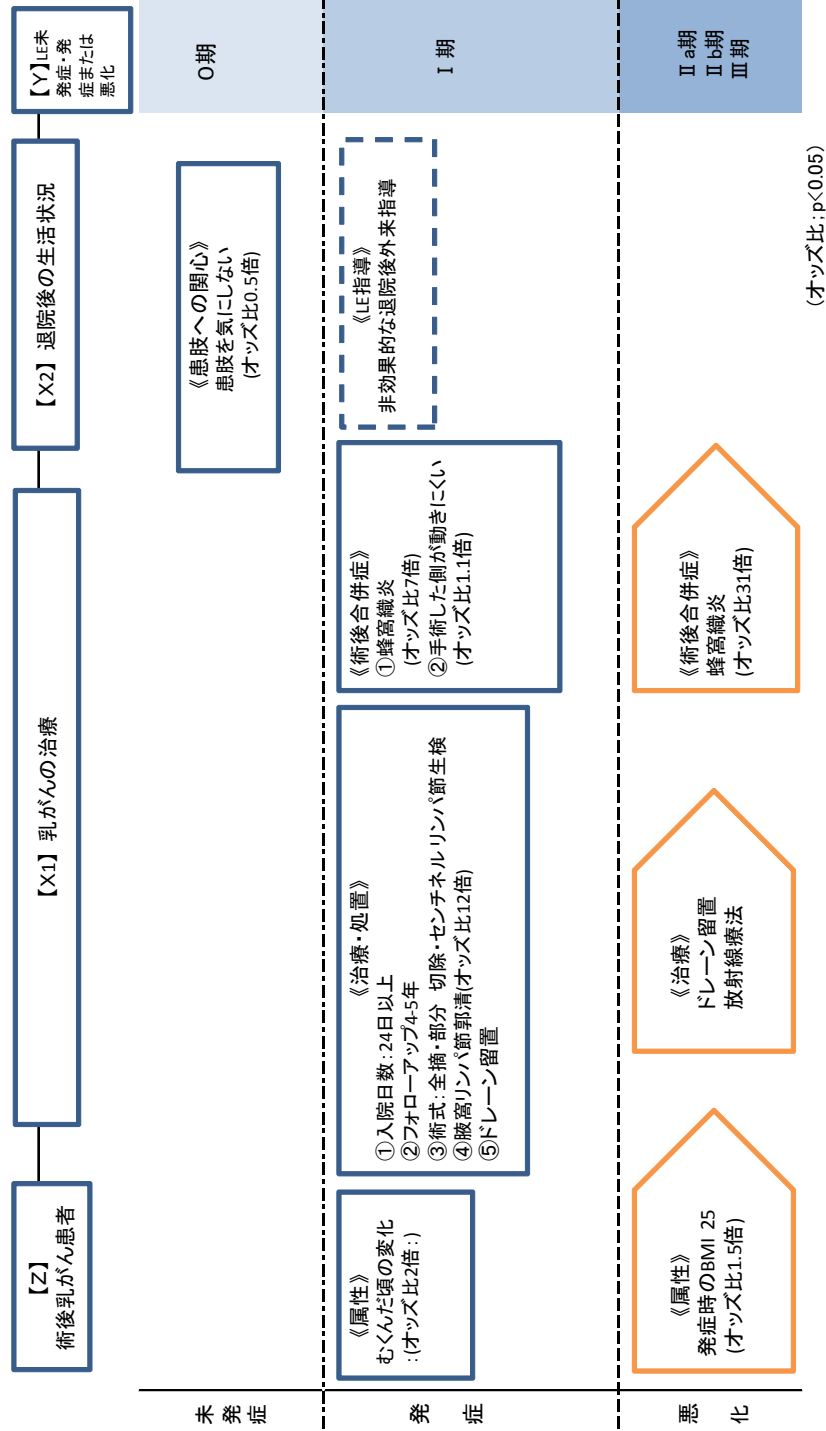 【Z】
術後乳がん患者
【X1】 乳がんの治療
【X2】 退院後の生活状況
【Y】LE未
発症・発
症または
悪化
未
発
症
《患肢への関心》
患肢を気にしない
(オッズ比0.5倍)
0期
発
症
《属性》
むくんだ頃の変化
:(オッズ比2倍:)
《治療・処置》
①入院日数:24日以上
②フォローアップ4-5年
③術式:全摘・部分 切除・センチネルリンパ節生検
④腋窩リンパ節郭清(オッズ比12倍)
⑤ドレーン留置
《術後合併症》
①蜂窩織炎
(オッズ比7倍)
②手術した側が動きにくい
(オッズ比1.1倍)
《LE指導》
非効果的な退院後外来指導
Ⅰ期
悪
化
《属性》
発症時のBMI 25
(オッズ比1.5倍)
《治療》
ドレーン留置
放射線療法
《術後合併症》
蜂窩織炎
(オッズ比31倍)
Ⅱa期
Ⅱb期
Ⅲ期
(オッズ比;p<0.05)